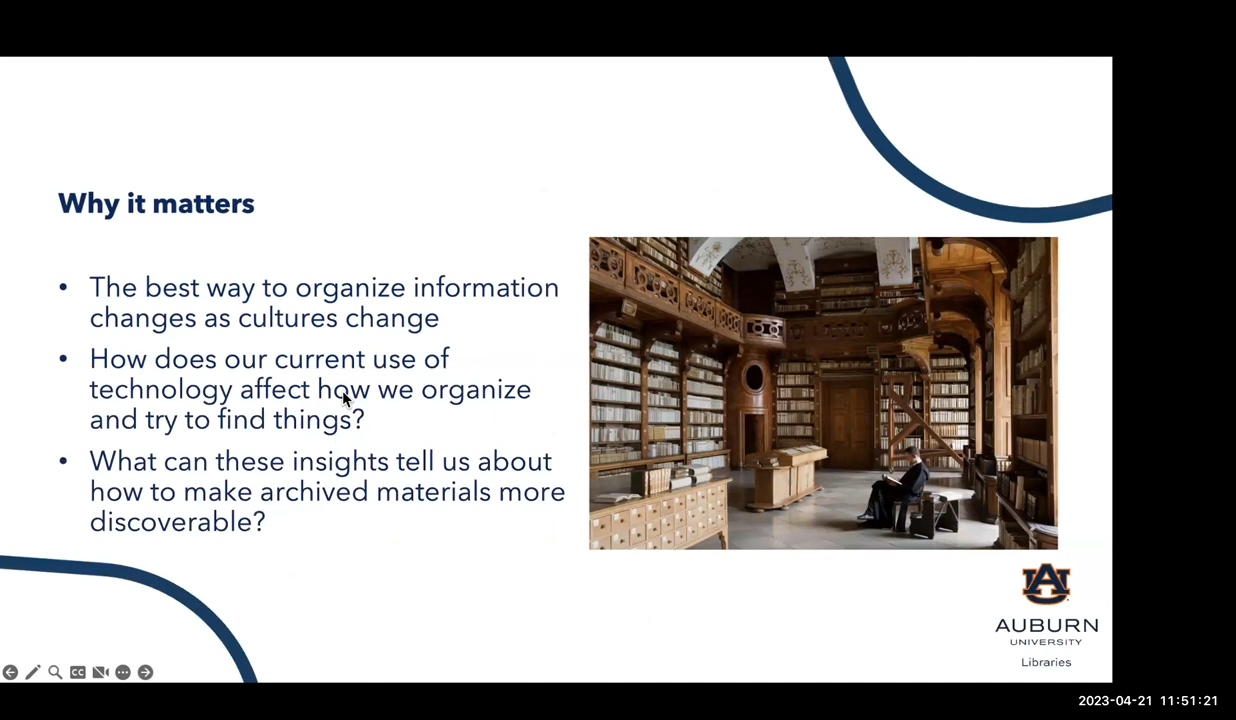 Why it matters
• The best way to organize information
changes as cultures change
• How does our current use of
technology affect how we organize
and try to find things?
• What can these insights tell us about
how to make archived materials more
discoverable?
AUBURN
UNIVERSITY
Libraries
CC
2023-04-21 11:51:21